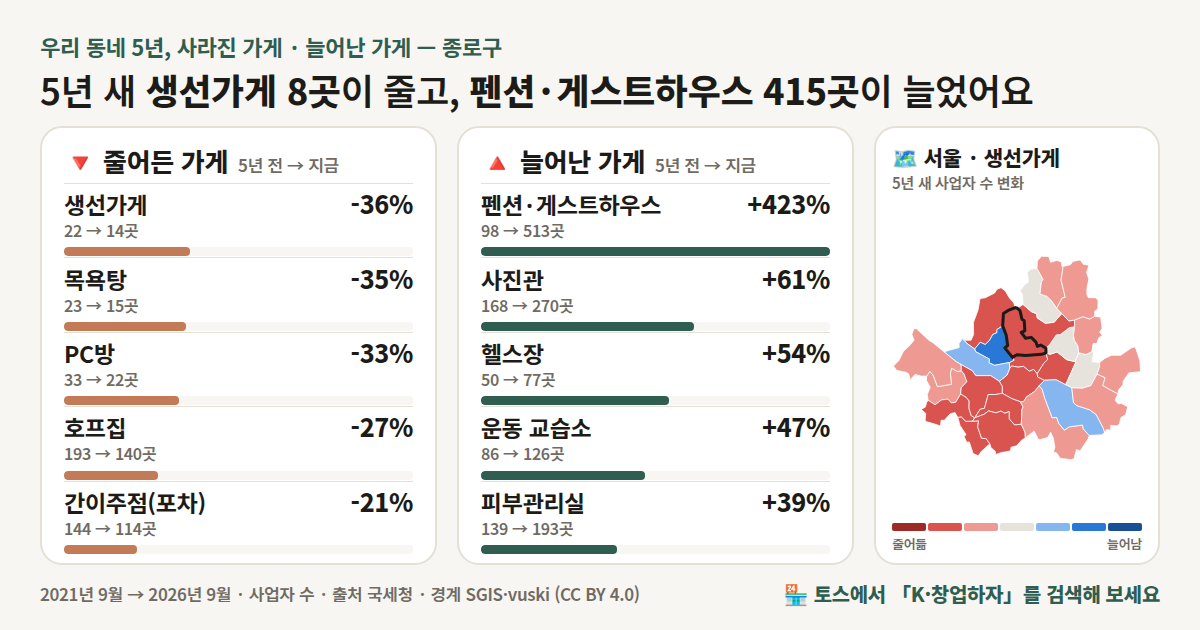 우리 동네 5년, 사라진 가게 · 늘어난 가게 — 종로구
5년 새 생선가게 8곳이 줄고, 펜션·게스트하우스 415곳이 늘었어요
🔻 줄어든 가게 5년 전 → 지금
생선가게 -36%
22 → 14곳
목욕탕 -35%
23 → 15곳
PC방 -33%
33 → 22곳
호프집 -27%
193 → 140곳
간이주점(포차) -21%
144 → 114곳
🔺 늘어난 가게 5년 전 → 지금
펜션·게스트하우스 +423%
98 → 513곳
사진관 +61%
168 → 270곳
헬스장 +54%
50 → 77곳
운동 교습소 +47%
86 → 126곳
피부관리실 +39%
139 → 193곳
🗺️ 서울 · 생선가게
5년 새 사업자 수 변화
줄어듦 늘어남
2021년 9월 → 2026년 9월 · 사업자 수 · 출처 국세청 · 경계 SGIS·vuski (CC BY 4.0)
🏪 토스에서 「K·창업하자」를 검색해 보세요